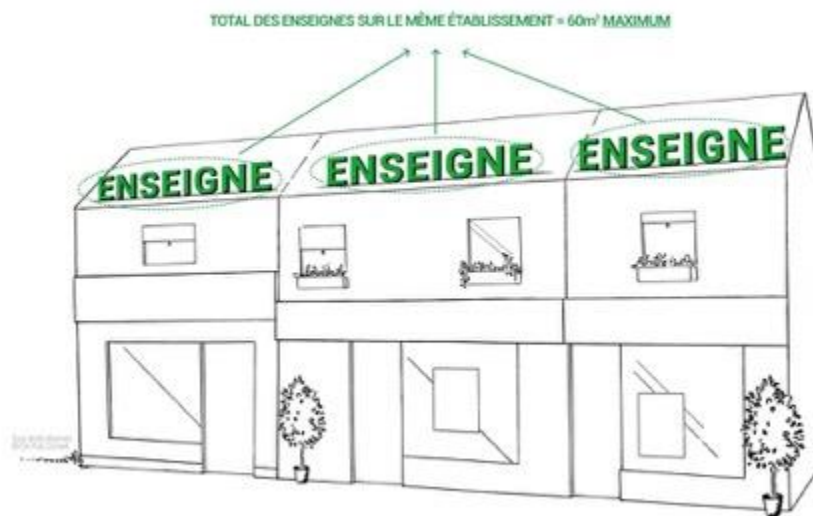 TOTAL DES ENSEIGNES SUR LE MÊME ÉTABLISSEMENT = 60m² MAXIMUM
ENSEIGNE
ENSEIGNE
ENSEIGNE